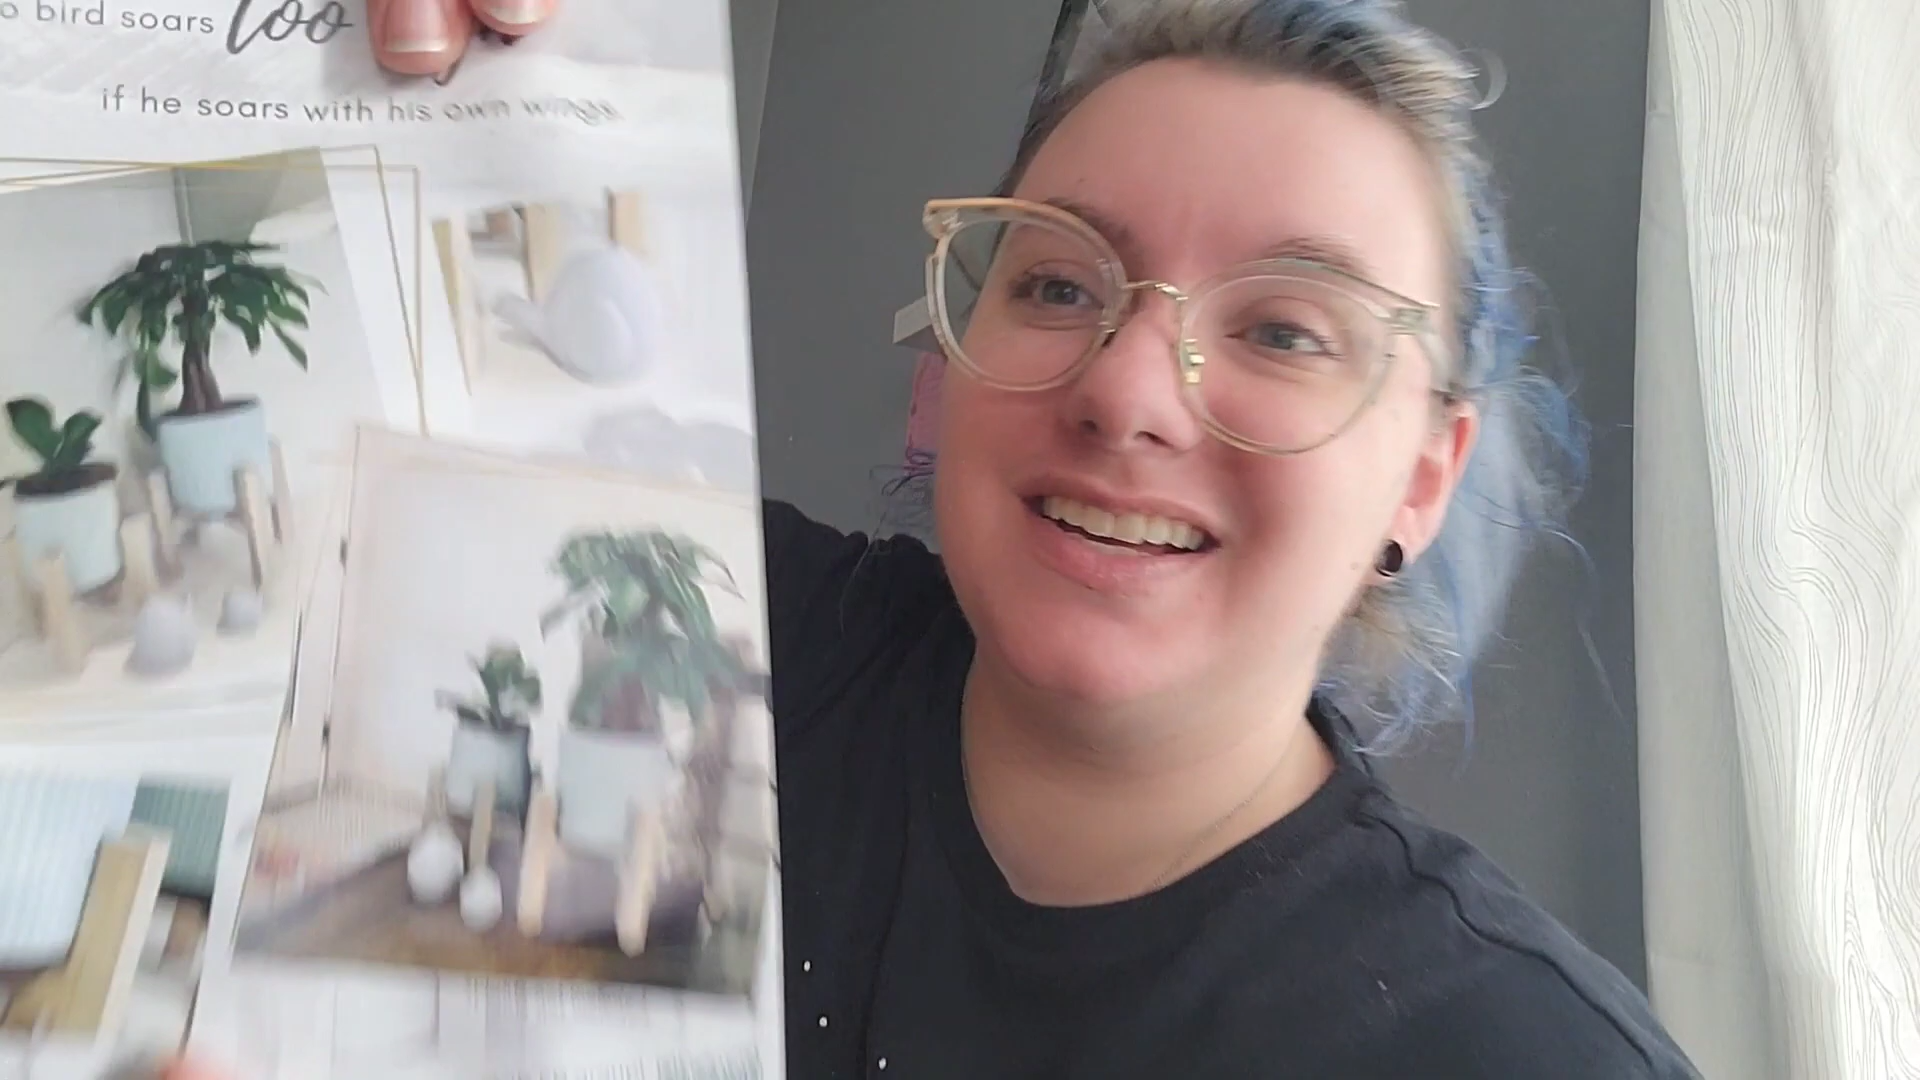 o bird soars too
if he soars with his own wings.